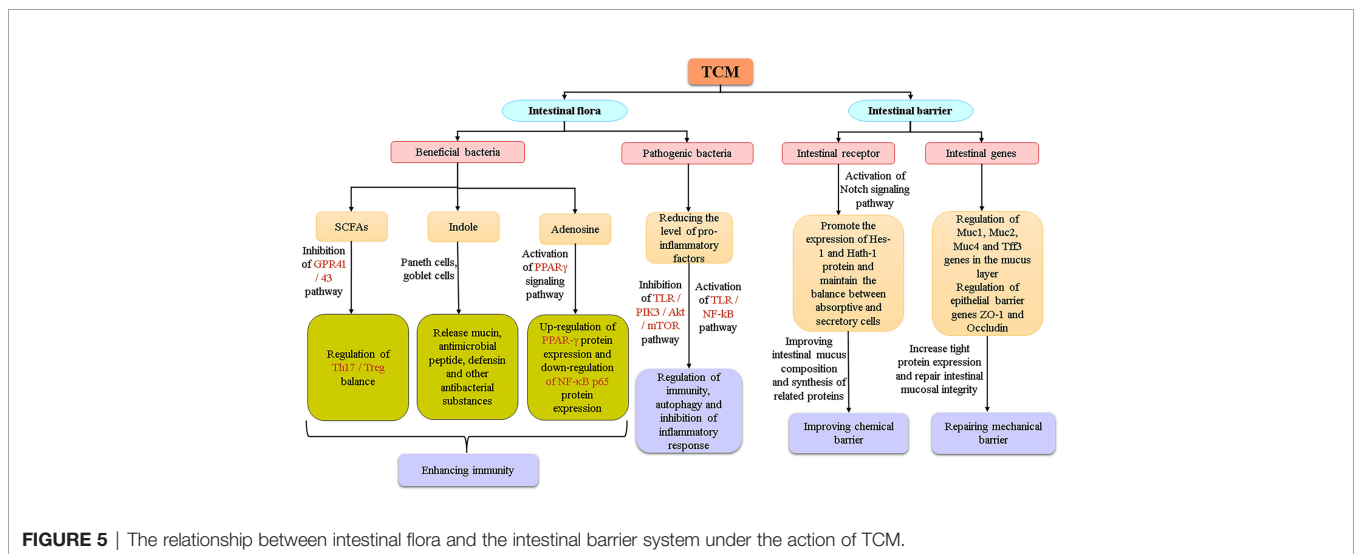 TCM
Intestinal flora
Intestinal barrier
Beneficial bacteria
Pathogenic bacteria
Intestinal receptor
Intestinal genes
Activation of
Notch signaling
pathway
SCFAs
Indole
Adenosine
Reducing the
level of pro-
inflammatory
factors
Promote the
expression of Hes-
1 and Hath-1
protein and
maintain the
balance between
absorptive and
secretory cells
Regulation of
Muc1, Muc2,
Muc4 and Tff3
genes in the mucus
layer
Regulation of
epithelial barrier
genes ZO-1 and
Occludin
Inhibition
of GPR41
/ 43
pathway
Paneth cells,
goblet cells
Activation
of PPARγ
signaling
pathway
Inhibition
of TLR /
PIK3 / Akt
/ mTOR
pathway
Activation
of TLR /
NF-kB
pathway
Regulation of
Th17 / Treg
balance
Release mucin,
antimicrobial
peptide, defensin
and other
antibacterial
substances
Up-regulation of
PPAR-γ protein
expression and
down-regulation
of NF-κB p65
protein
expression
Regulation of
immunity,
autophagy and
inhibition of
inflammatory
response
Improving
intestinal mucus
composition
and synthesis of
related proteins
Increase tight
protein expression
and repair intestinal
mucosal integrity
Improving chemical
barrier
Repairing mechanical
barrier
Enhancing immunity
FIGURE 5 | The relationship between intestinal flora and the intestinal barrier system under the action of TCM.